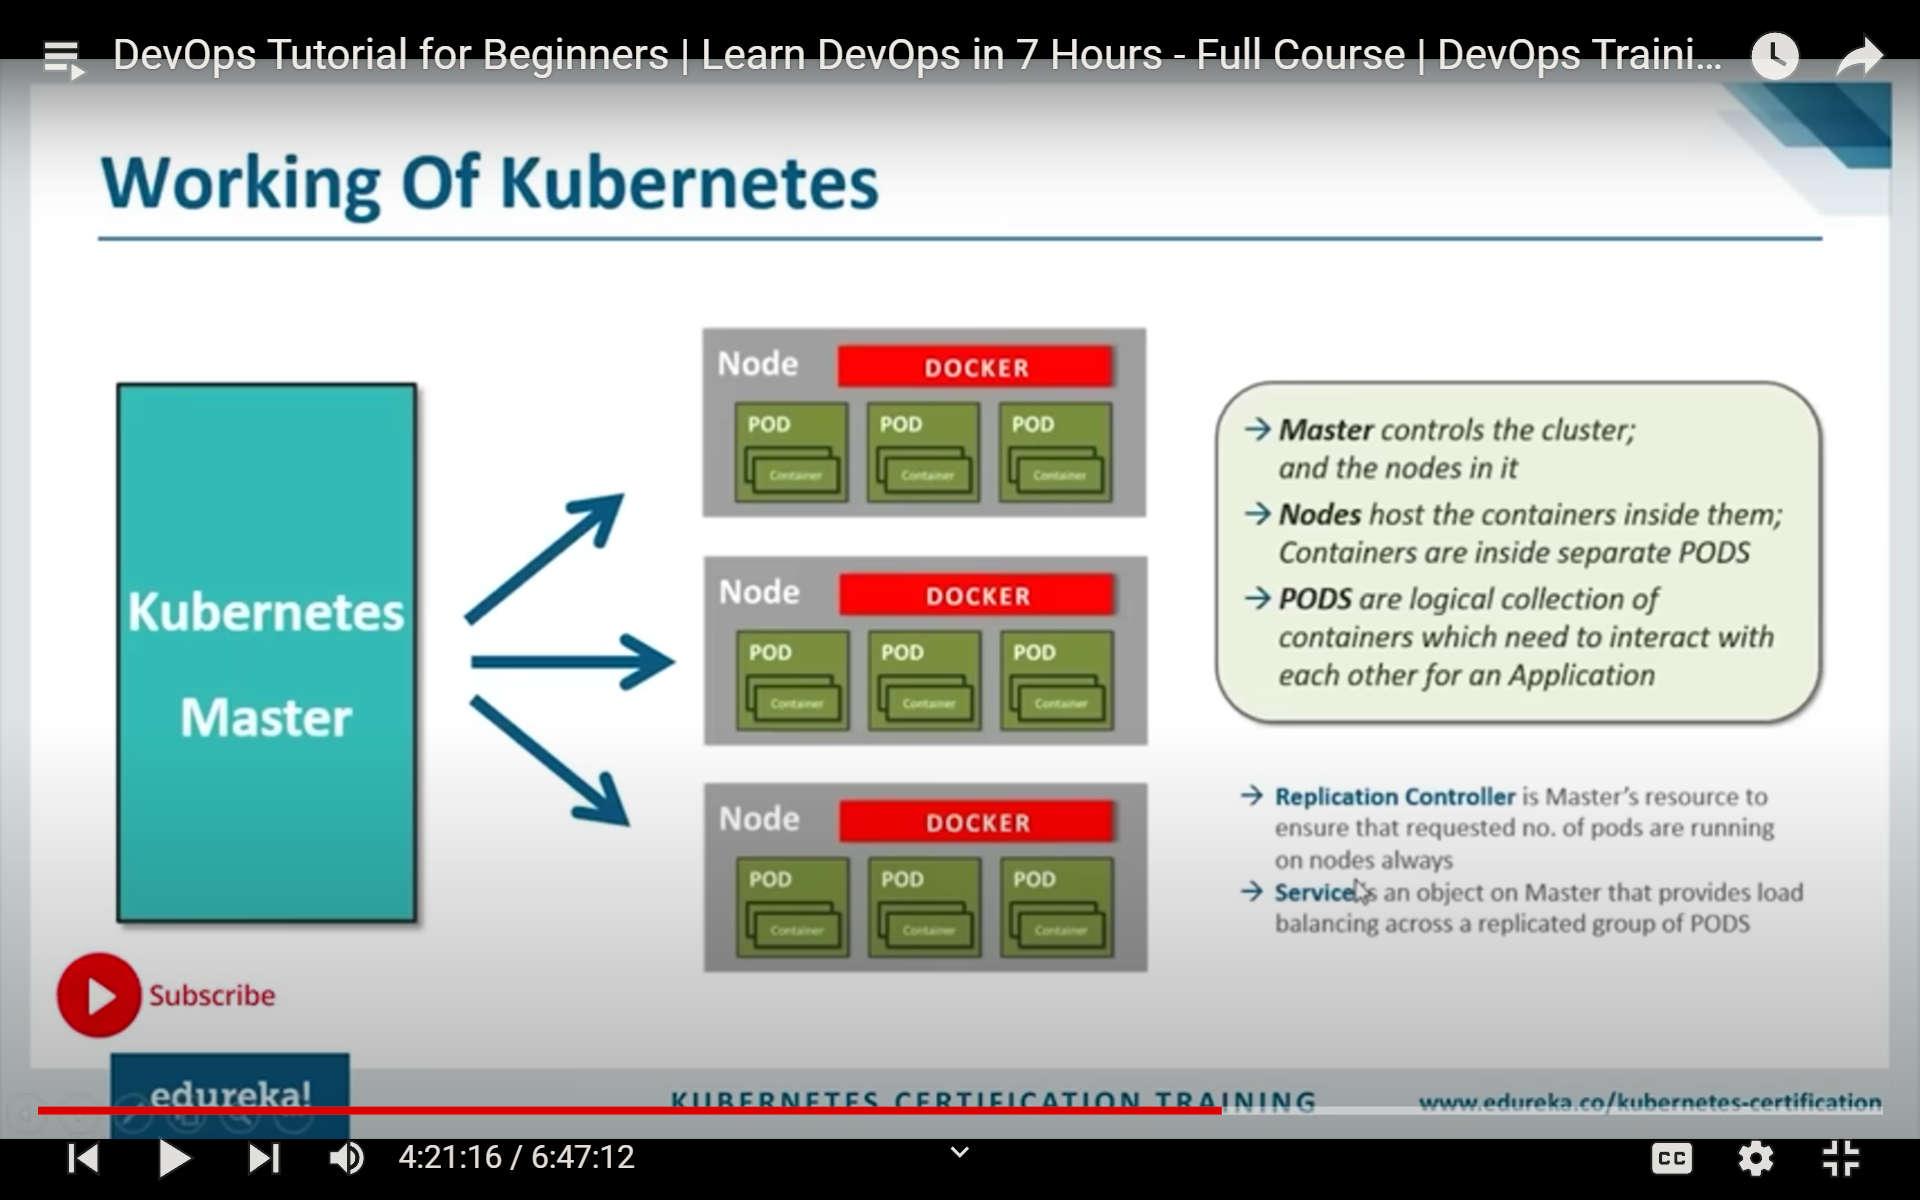 DevOps Tutorial for Beginners | Learn DevOps in 7 Hours - Full Course | DevOps Traini...
Working Of Kubernetes
Kubernetes
Master
Node
DOCKER
POD
POD
POD
Container
Container
Container
Node
DOCKER
POD
POD
POD
Container
Container
Container
Node
DOCKER
POD
POD
POD
Container
Container
Container
→ Master controls the cluster;
and the nodes in it
→ Nodes host the containers inside them;
Containers are inside separate PODS
→ PODS are logical collection of
containers which need to interact with
each other for an Application
→ Replication Controller is Master's resource to
ensure that requested no. of pods are running
on nodes always
→ Service is an object on Master that provides load
balancing across a replicated group of PODS
Subscribe
edureka!
KUBERNETES CERTIFICATION TRAINING
www.edureka.co/kubernetes-certification
4:21:16 / 6:47:12
CC